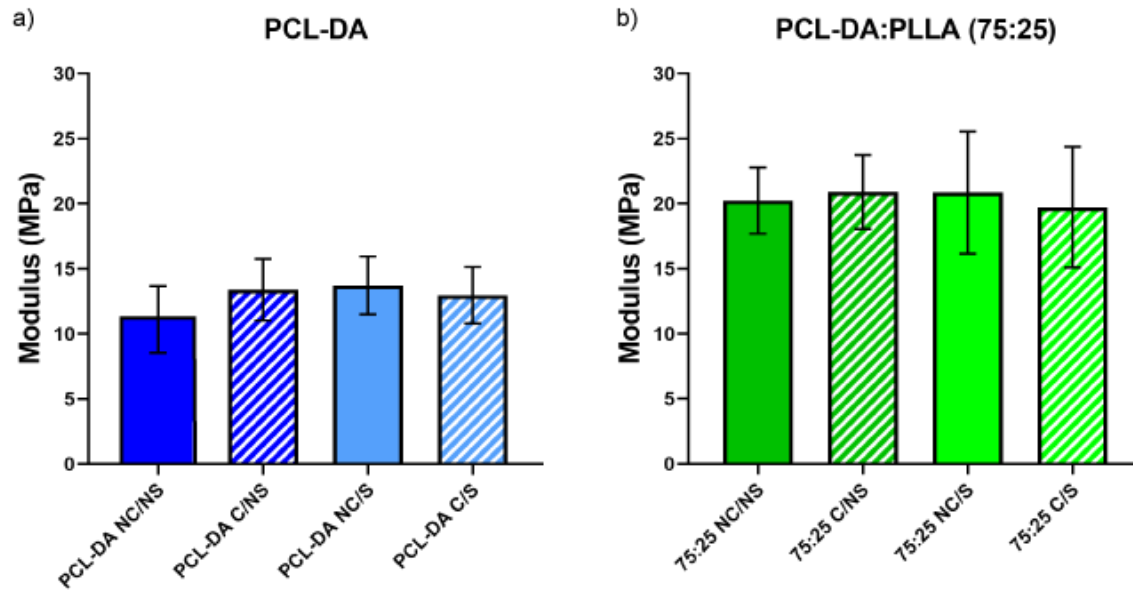 a)
PCL-DA
Modulus (MPa)
30
25
20
15
10
5
0
PCL-DA NC/NS
PCL-DA C/NS
PCL-DA NC/S
PCL-DA C/S
b)
PCL-DA:PLLA (75:25)
Modulus (MPa)
30
25
20
15
10
5
0
75:25 NC/NS
75:25 C/NS
75:25 NC/S
75:25 C/S